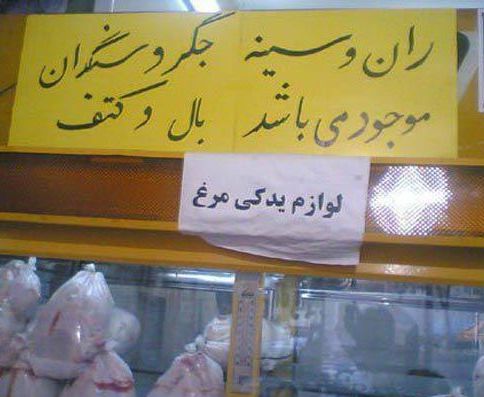 ران و سینه
موجود می باشد
جگر و سنگدان
بال و کتف
لوازم یدکی مرغ